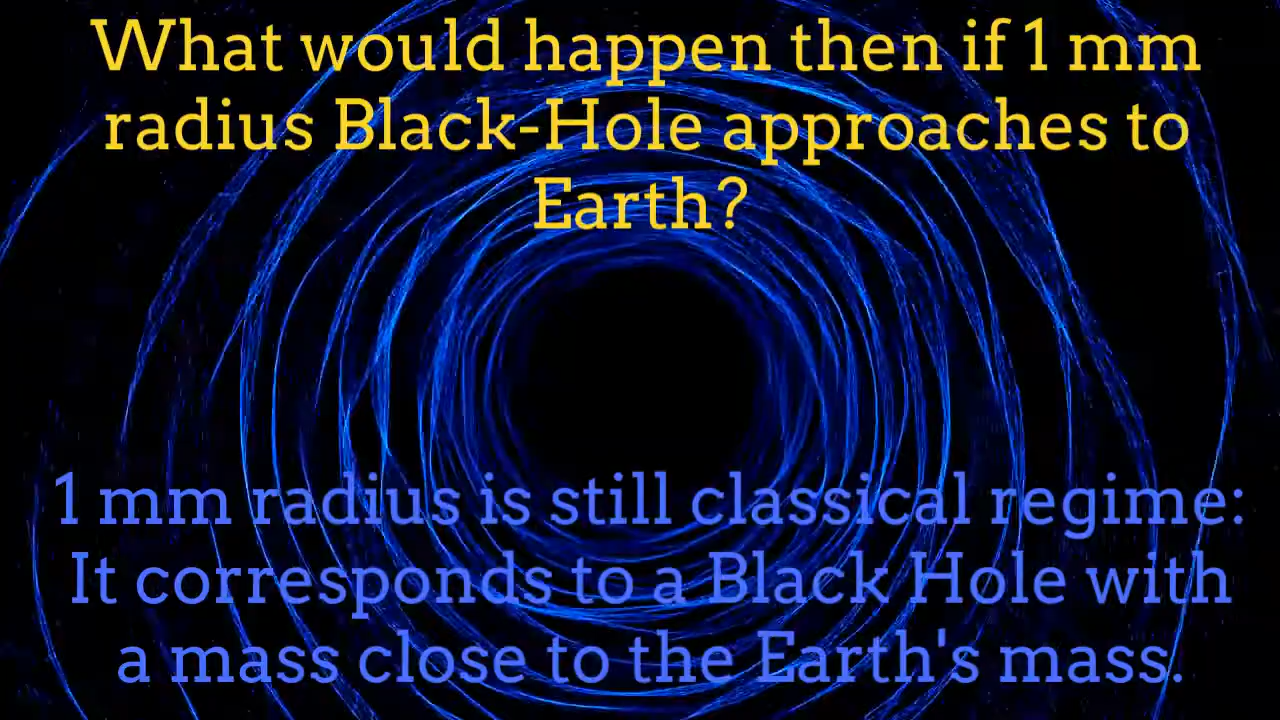 What would happen then if 1 mm
radius Black-Hole approaches to
Earth?
1 mm radius is still classical regime:
It corresponds to a Black Hole with
a mass close to the Earth's mass.